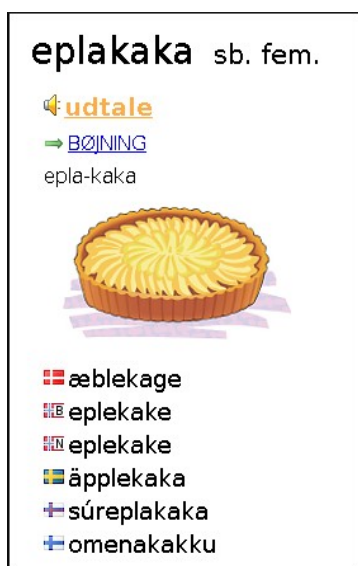 eplakaka sb. fem.
udtale
BØJNING
epla-kaka
æblekage
B eplekake
N eplekake
äpplekaka
súreplakaka
omenakakku